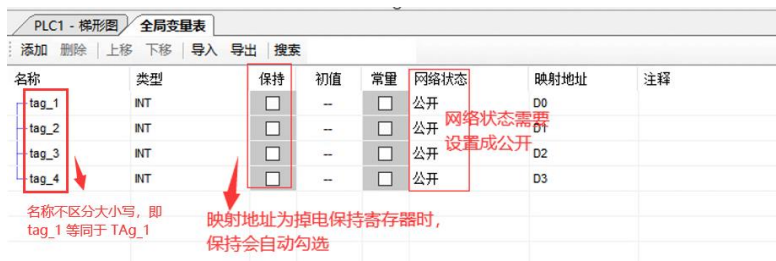 PLC1 - 梯形图 全局变量表
添加 删除 上移 下移 导入 导出 搜索
名称 类型 保持 初值 常量 网络状态 映射地址 注释
tag_1 INT -- 公开 D0
tag_2 INT -- 公开 D1
tag_3 INT -- 公开 D2
tag_4 INT -- 公开 D3
网络状态需要
设置成公开
名称不区分大小写，即
tag_1 等同于 TAg_1
映射地址为掉电保持寄存器时，
保持会自动勾选